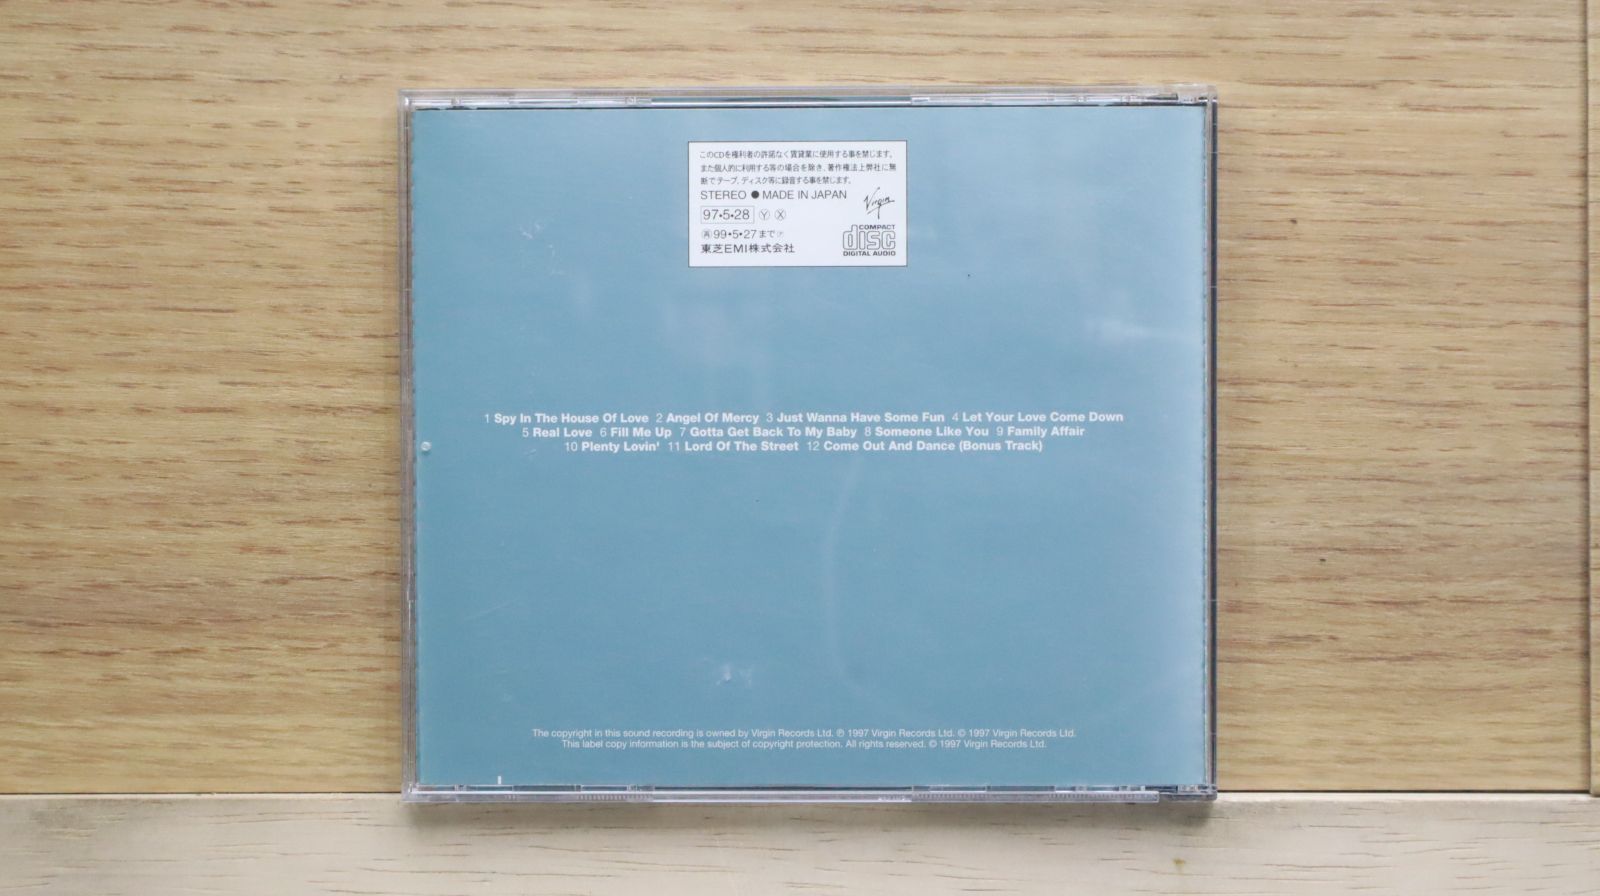 このCDを権利者の許諾なく賃貸業に使用する事を禁じます。
また個人的に利用する等の場合を除き、著作権法上弊社に無
断でテープ、ディスク等に録音する事を禁じます。
STEREO ● MADE IN JAPAN
Virgin
97•5•28 Ⓨ Ⓧ
㊢99•5•27まで
東芝EMI株式会社
COMPACT
disc
DIGITAL AUDIO
1 Spy In The House Of Love 2 Angel Of Mercy 3 Just Wanna Have Some Fun 4 Let Your Love Come Down
5 Real Love 6 Fill Me Up 7 Gotta Get Back To My Baby 8 Someone Like You 9 Family Affair
10 Plenty Lovin' 11 Lord Of The Street 12 Come Out And Dance (Bonus Track)
The copyright in this sound recording is owned by Virgin Records Ltd. ℗ 1997 Virgin Records Ltd. © 1997 Virgin Records Ltd.
This label copy information is the subject of copyright protection. All rights reserved. © 1997 Virgin Records Ltd.